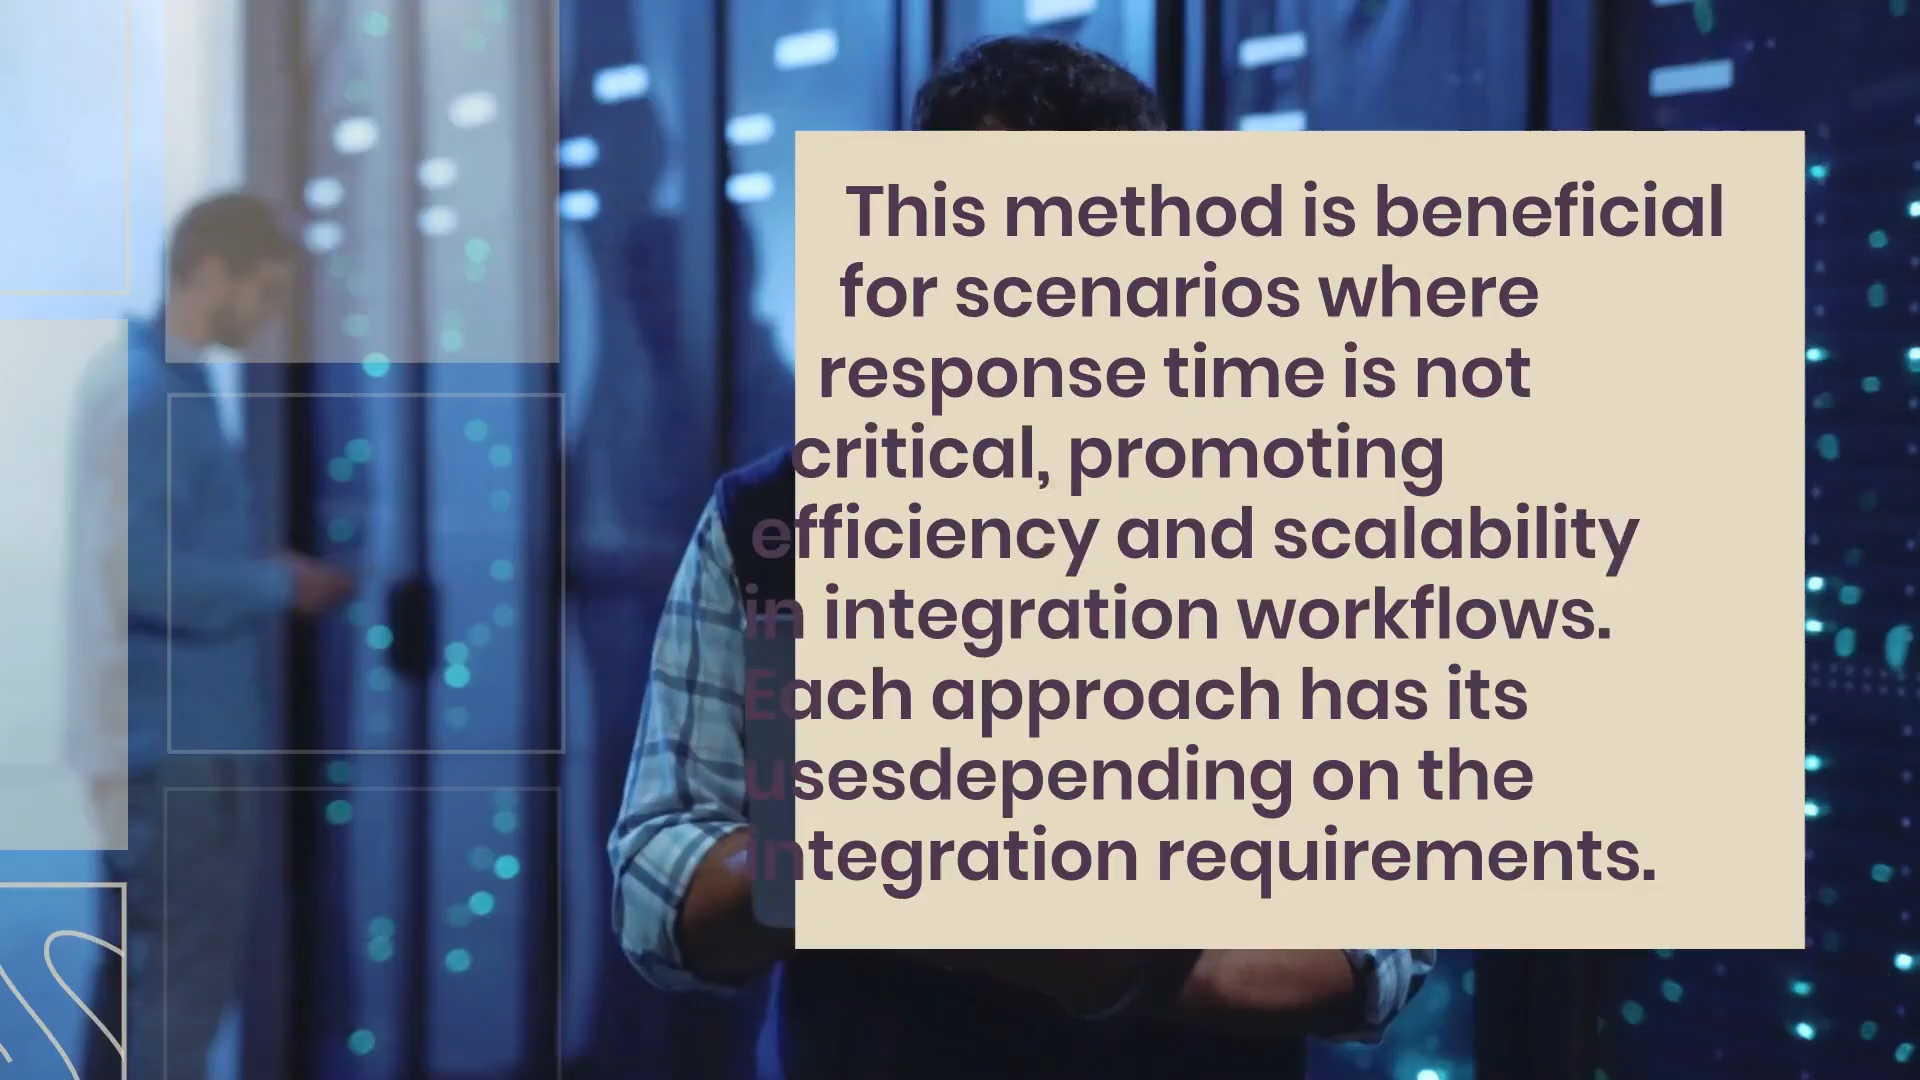 This method is beneficial
for scenarios where
response time is not
critical, promoting
efficiency and scalability
in integration workflows.
Each approach has its
usesdepending on the
integration requirements.